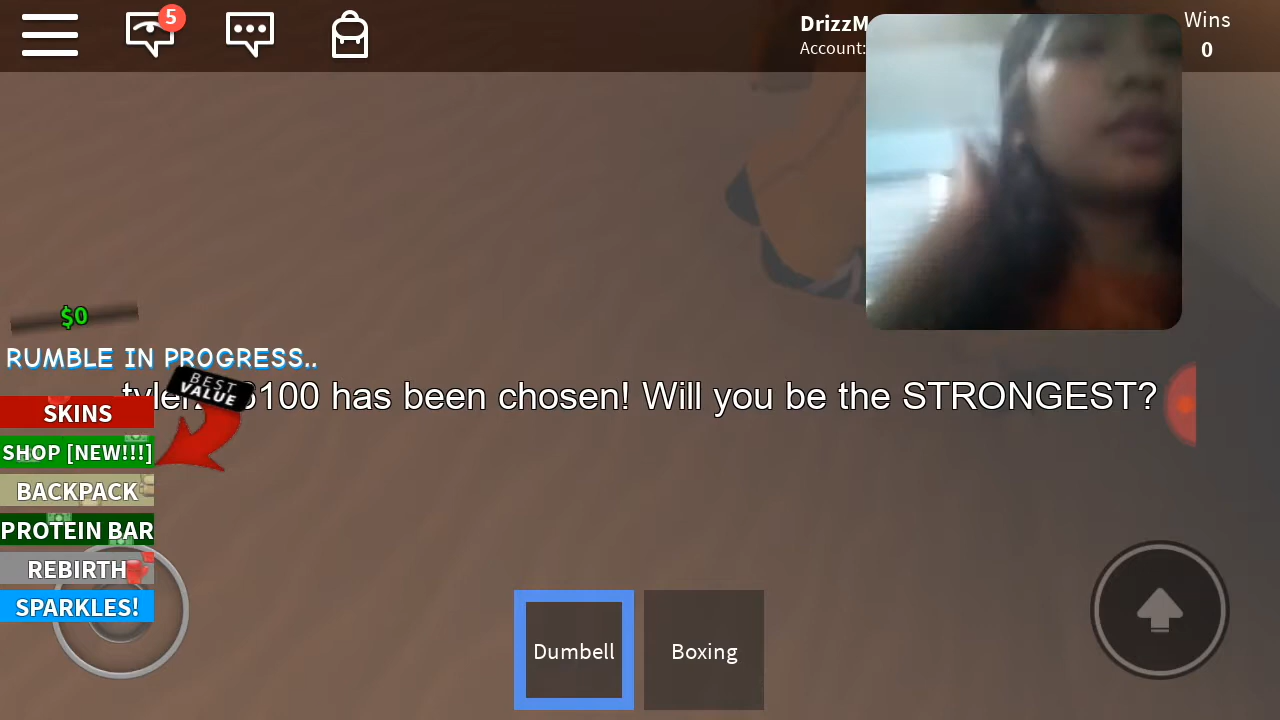 5
DrizzM
Account:
Wins
0
$0
RUMBLE IN PROGRESS..
BEST
VALUE
100 has been chosen! Will you be the STRONGEST?
SKINS
SHOP [NEW!!!]
BACKPACK
PROTEIN BAR
REBIRTH
SPARKLES!
Dumbell
Boxing